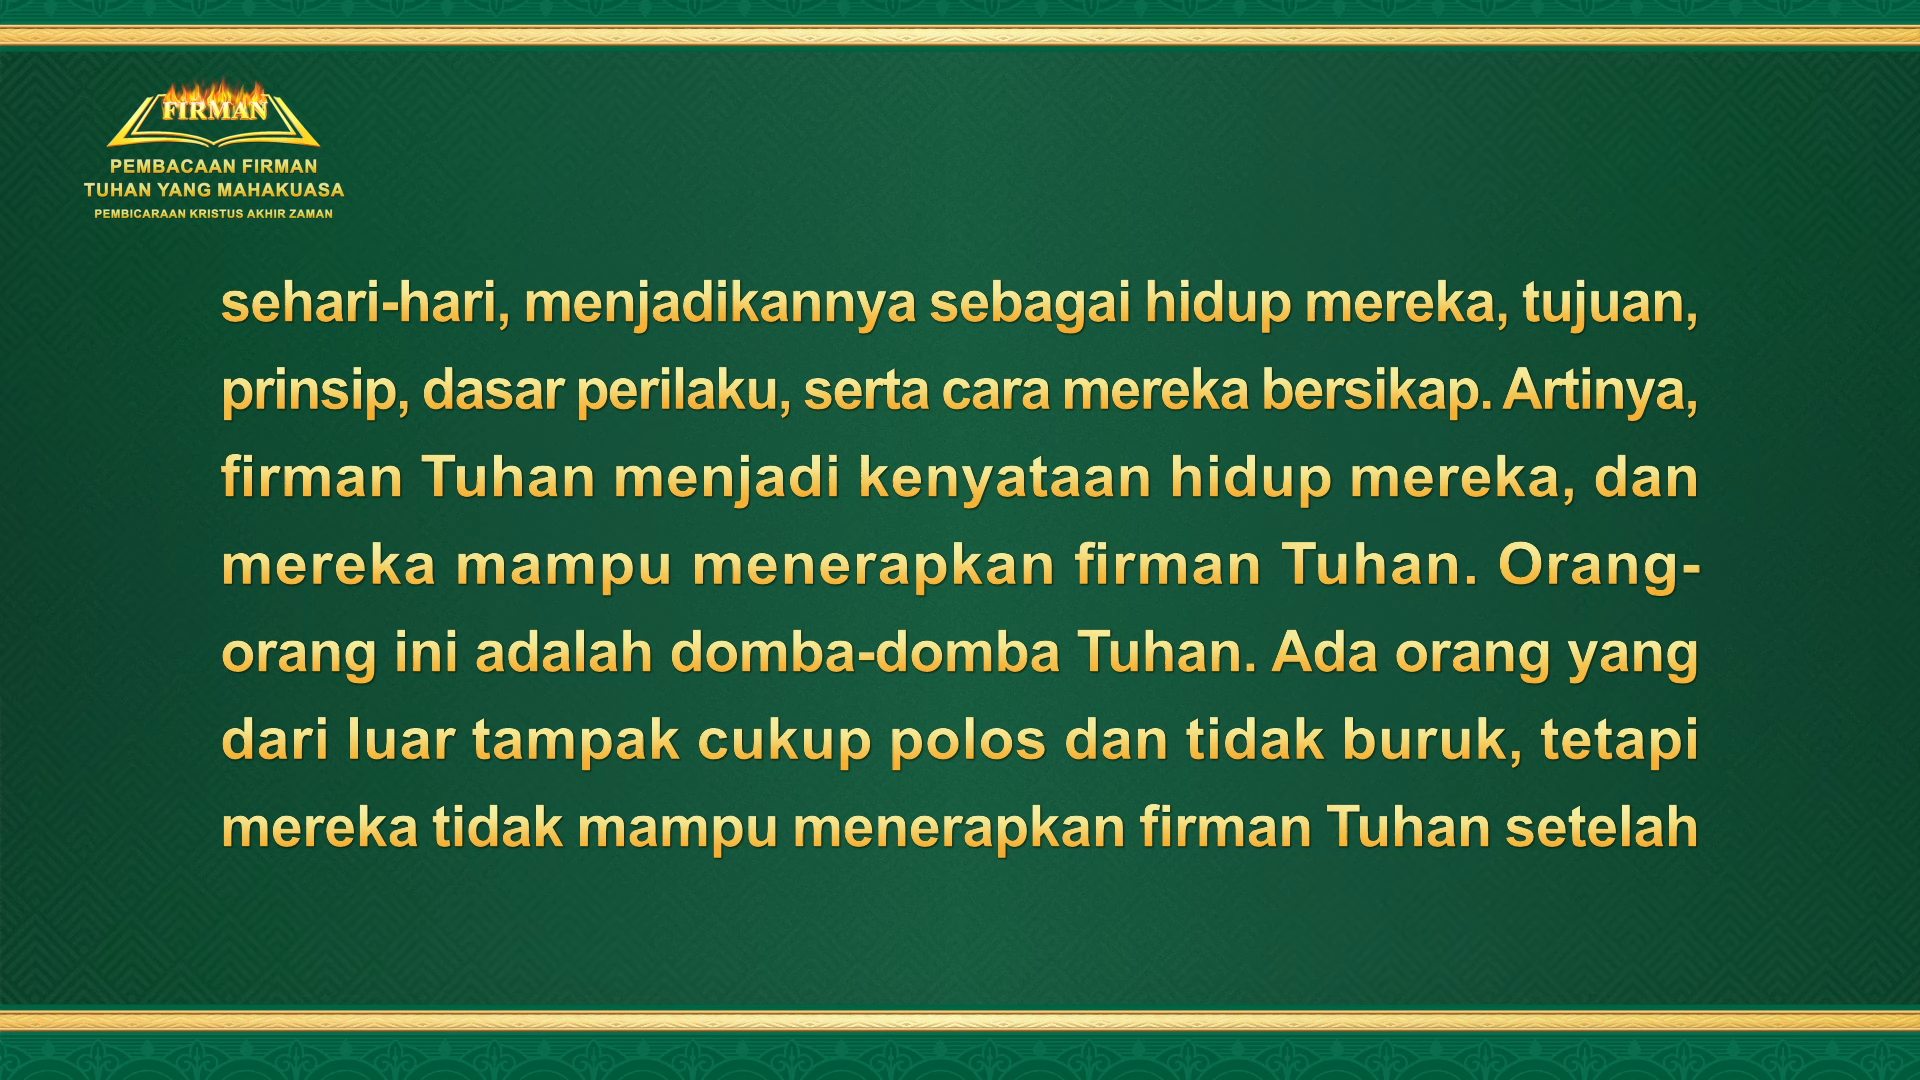 FIRMAN
PEMBACAAN FIRMAN
TUHAN YANG MAHAKUASA
PEMBICARAAN KRISTUS AKHIR ZAMAN
sehari-hari, menjadikannya sebagai hidup mereka, tujuan,
prinsip, dasar perilaku, serta cara mereka bersikap. Artinya,
firman Tuhan menjadi kenyataan hidup mereka, dan
mereka mampu menerapkan firman Tuhan. Orang-
orang ini adalah domba-domba Tuhan. Ada orang yang
dari luar tampak cukup polos dan tidak buruk, tetapi
mereka tidak mampu menerapkan firman Tuhan setelah